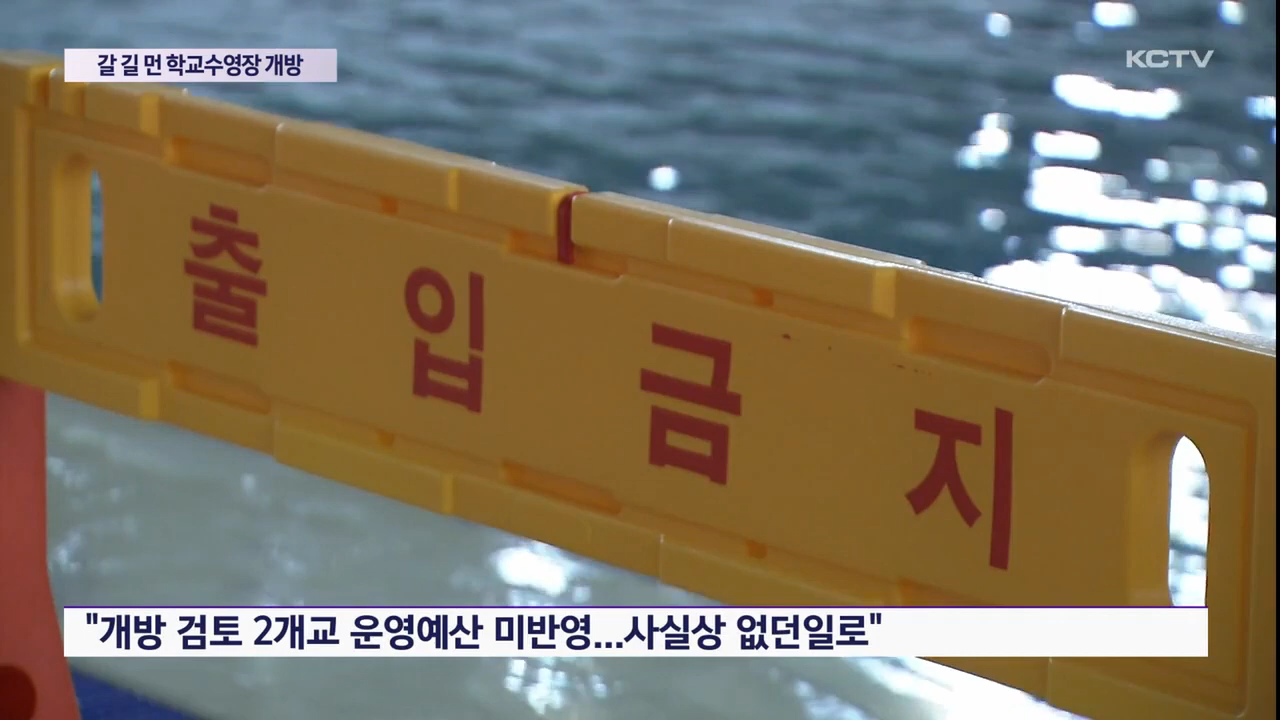 갈 길 먼 학교수영장 개방
KCTV
출입금지
"개방 검토 2개교 운영예산 미반영...사실상 없던일로"